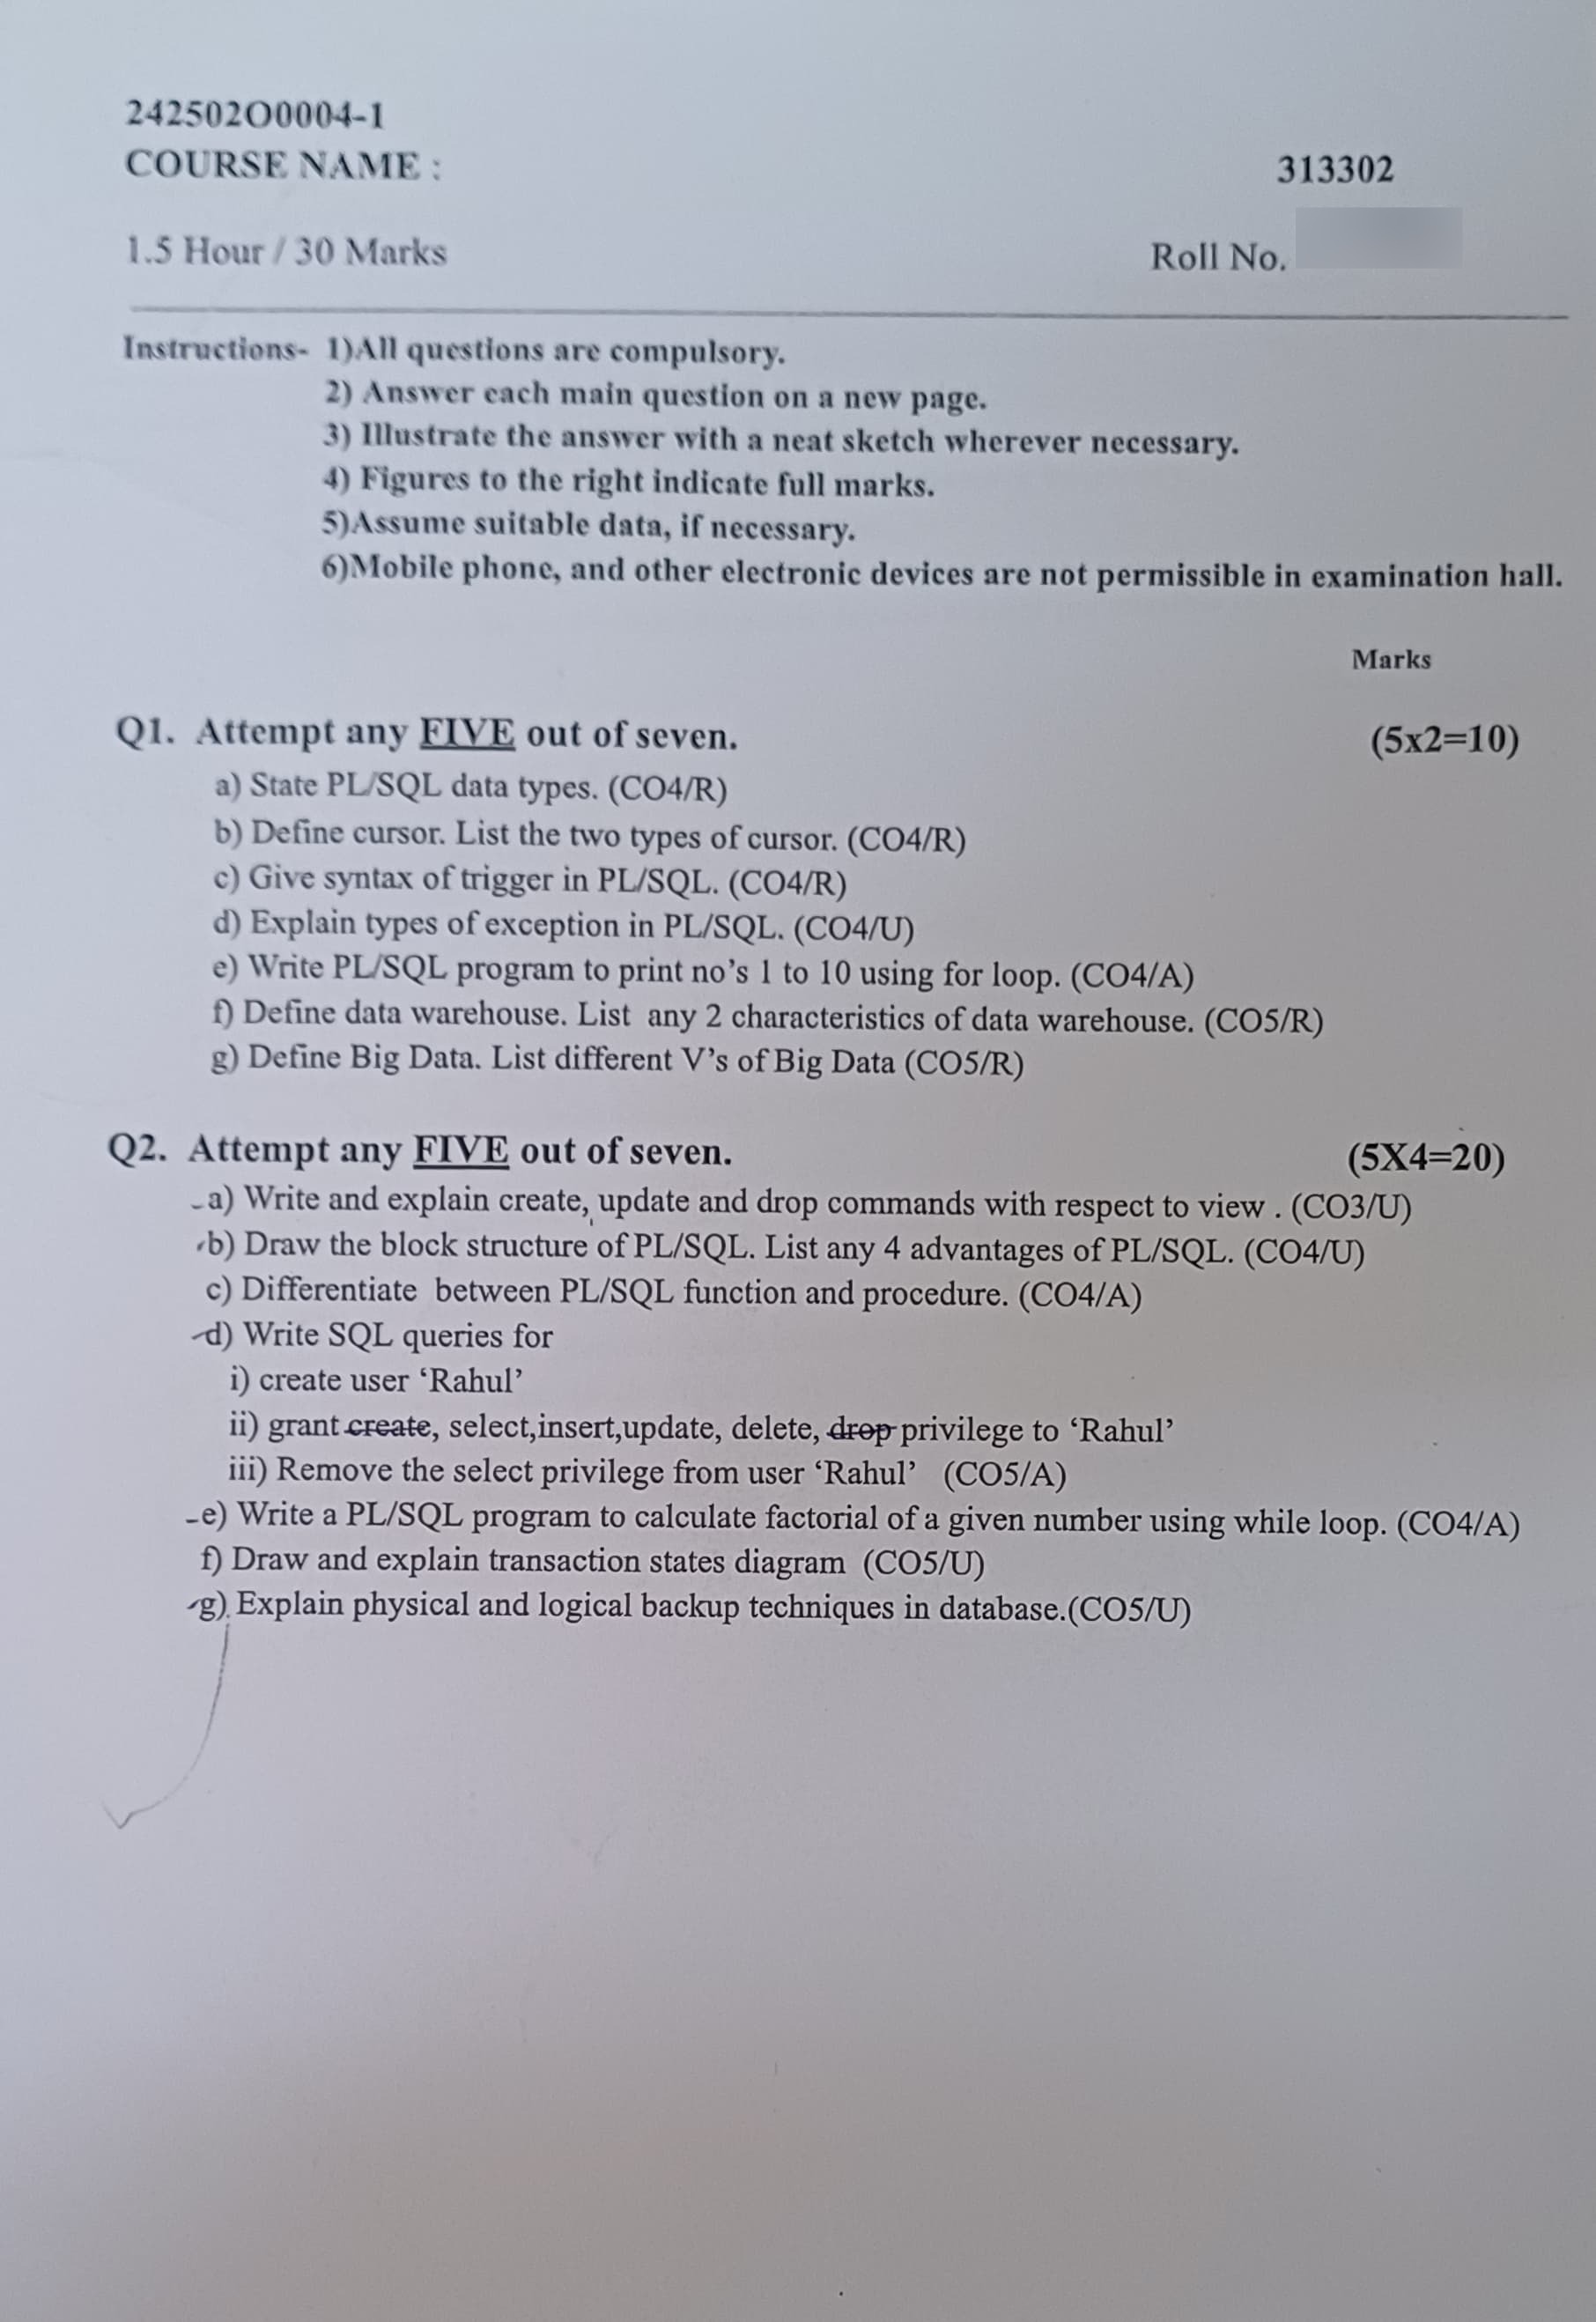 242502O0004-1
COURSE NAME :
313302
1.5 Hour / 30 Marks
Roll No.
Instructions- 1)All questions are compulsory.
2) Answer each main question on a new page.
3) Illustrate the answer with a neat sketch wherever necessary.
4) Figures to the right indicate full marks.
5)Assume suitable data, if necessary.
6)Mobile phone, and other electronic devices are not permissible in examination hall.
Marks
Q1. Attempt any FIVE out of seven. (5x2=10)
a) State PL/SQL data types. (CO4/R)
b) Define cursor. List the two types of cursor. (CO4/R)
c) Give syntax of trigger in PL/SQL. (CO4/R)
d) Explain types of exception in PL/SQL. (CO4/U)
e) Write PL/SQL program to print no’s 1 to 10 using for loop. (CO4/A)
f) Define data warehouse. List any 2 characteristics of data warehouse. (CO5/R)
g) Define Big Data. List different V’s of Big Data (CO5/R)
Q2. Attempt any FIVE out of seven. (5X4=20)
a) Write and explain create, update and drop commands with respect to view . (CO3/U)
b) Draw the block structure of PL/SQL. List any 4 advantages of PL/SQL. (CO4/U)
c) Differentiate between PL/SQL function and procedure. (CO4/A)
d) Write SQL queries for
i) create user ‘Rahul’
ii) grant create, select,insert,update, delete, drop privilege to ‘Rahul’
iii) Remove the select privilege from user ‘Rahul’ (CO5/A)
e) Write a PL/SQL program to calculate factorial of a given number using while loop. (CO4/A)
f) Draw and explain transaction states diagram (CO5/U)
g) Explain physical and logical backup techniques in database.(CO5/U)